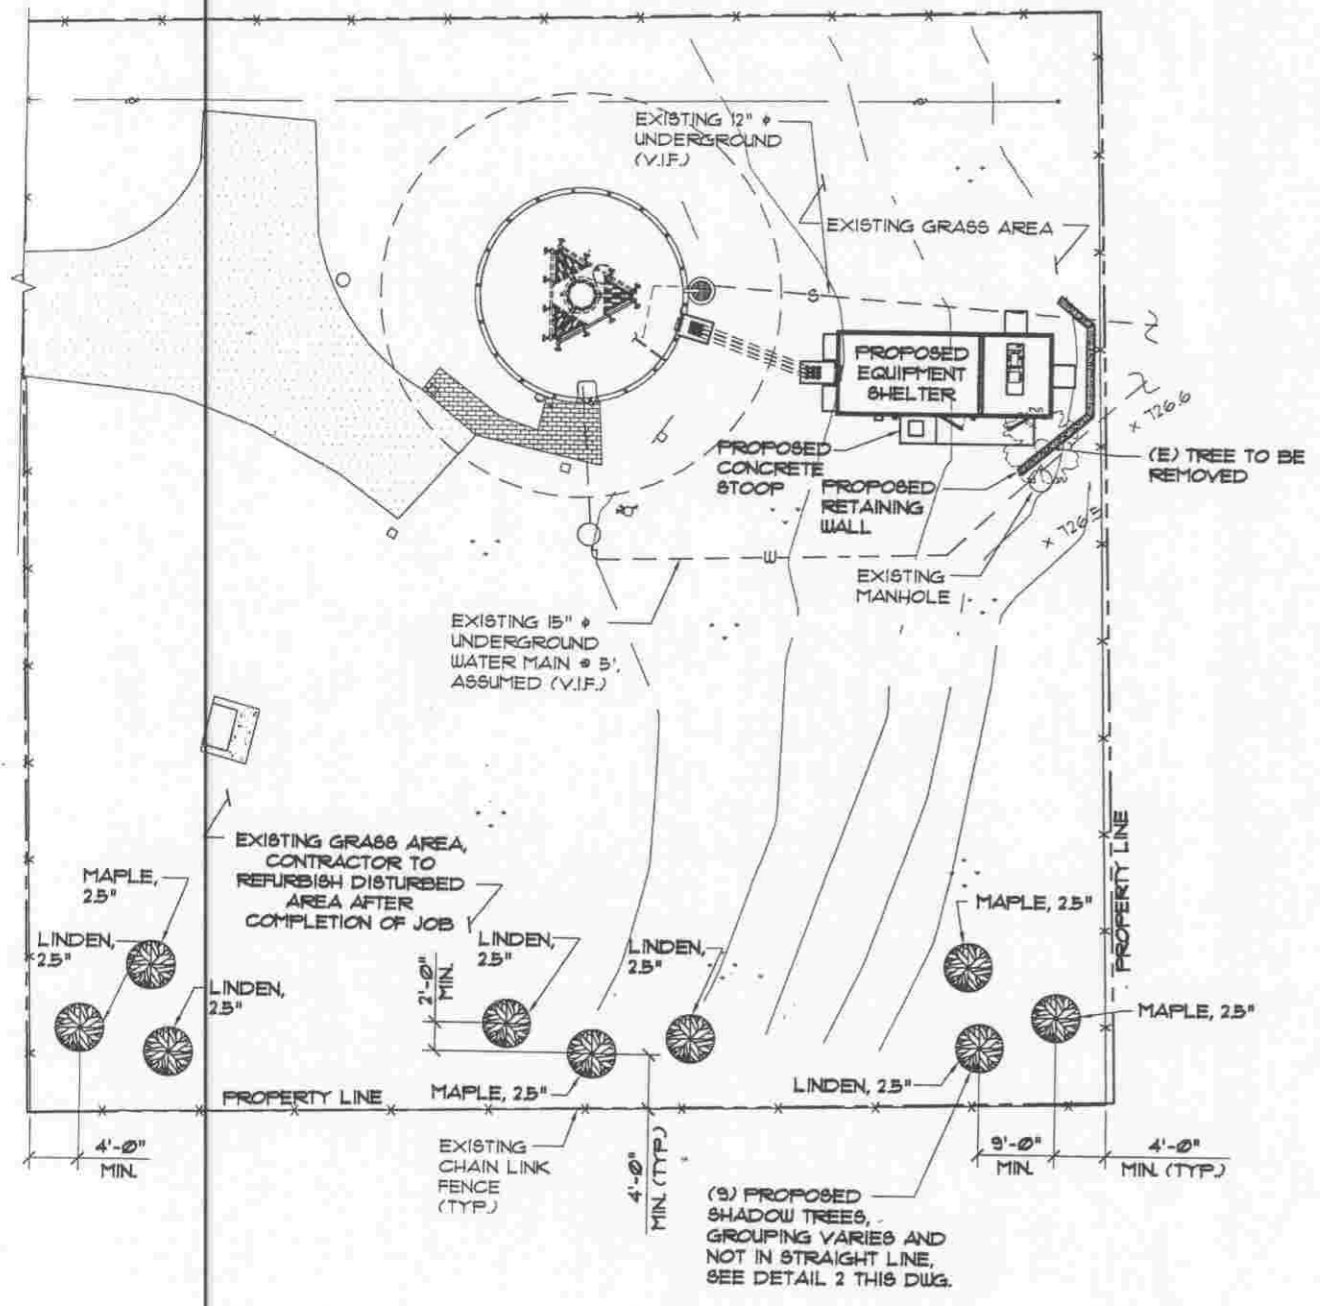 EXISTING 12" φ
UNDERGROUND
(V.I.F.)
EXISTING GRASS AREA
S
PROPOSED
EQUIPMENT
SHELTER
× 726.6
PROPOSED
CONCRETE
STOOP
PROPOSED
RETAINING
WALL
(E) TREE TO BE
REMOVED
× 726.5
W
EXISTING
MANHOLE
EXISTING 15" φ
UNDERGROUND
WATER MAIN @ 5',
ASSUMED (V.I.F.)
EXISTING GRASS AREA,
CONTRACTOR TO
REFURBISH DISTURBED
AREA AFTER
COMPLETION OF JOB
MAPLE,
2.5"
LINDEN,
2.5"
LINDEN,
2.5"
2'-0"
MIN.
LINDEN,
2.5"
LINDEN,
2.5"
MAPLE, 2.5"
PROPERTY LINE
MAPLE, 2.5"
LINDEN, 2.5"
MAPLE, 2.5"
PROPERTY LINE
4'-0"
MIN.
EXISTING
CHAIN LINK
FENCE
(TYP.)
4'-0"
MIN. (TYP.)
9'-0"
MIN.
4'-0"
MIN. (TYP.)
(9) PROPOSED
SHADOW TREES,
GROUPING VARIES AND
NOT IN STRAIGHT LINE,
SEE DETAIL 2 THIS DWG.